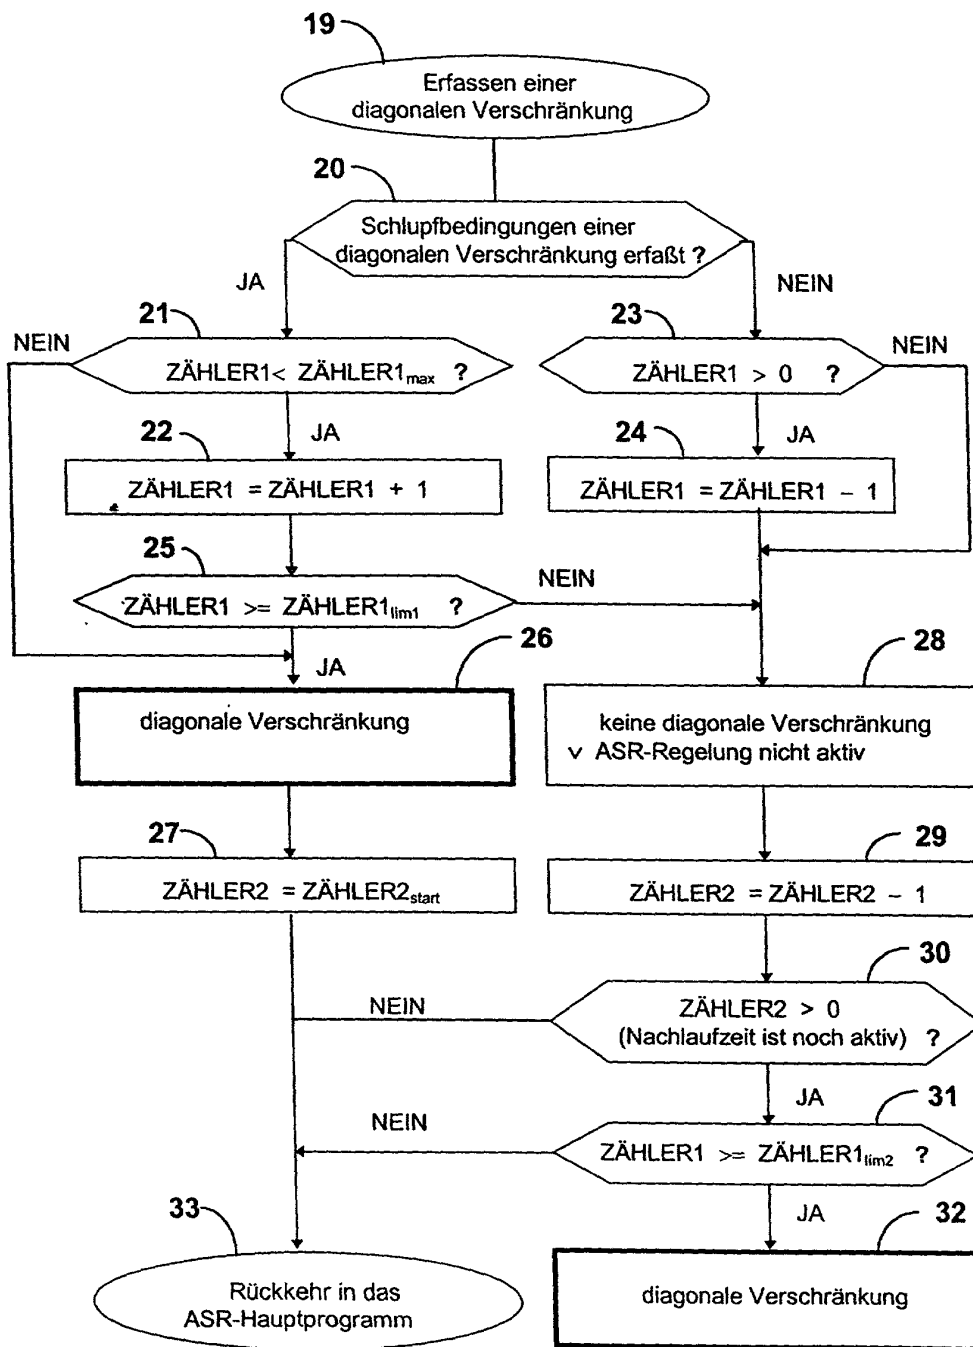 19
Erfassen einer
diagonalen Verschränkung
20
Schlupfbedingungen einer
diagonalen Verschränkung erfaßt ?
JA
NEIN
21
23
NEIN
NEIN
ZÄHLER1< ZÄHLER1max ?
ZÄHLER1 > 0 ?
JA
JA
22
24
ZÄHLER1 = ZÄHLER1 + 1
ZÄHLER1 = ZÄHLER1 – 1
25
NEIN
ZÄHLER1 >= ZÄHLER1lim1 ?
JA
26
28
diagonale Verschränkung
keine diagonale Verschränkung
v ASR-Regelung nicht aktiv
27
29
ZÄHLER2 = ZÄHLER2start
ZÄHLER2 = ZÄHLER2 – 1
30
NEIN
ZÄHLER2 > 0
(Nachlaufzeit ist noch aktiv) ?
JA
31
NEIN
ZÄHLER1 >= ZÄHLER1lim2 ?
JA
33
32
Rückkehr in das
ASR-Hauptprogramm
diagonale Verschränkung